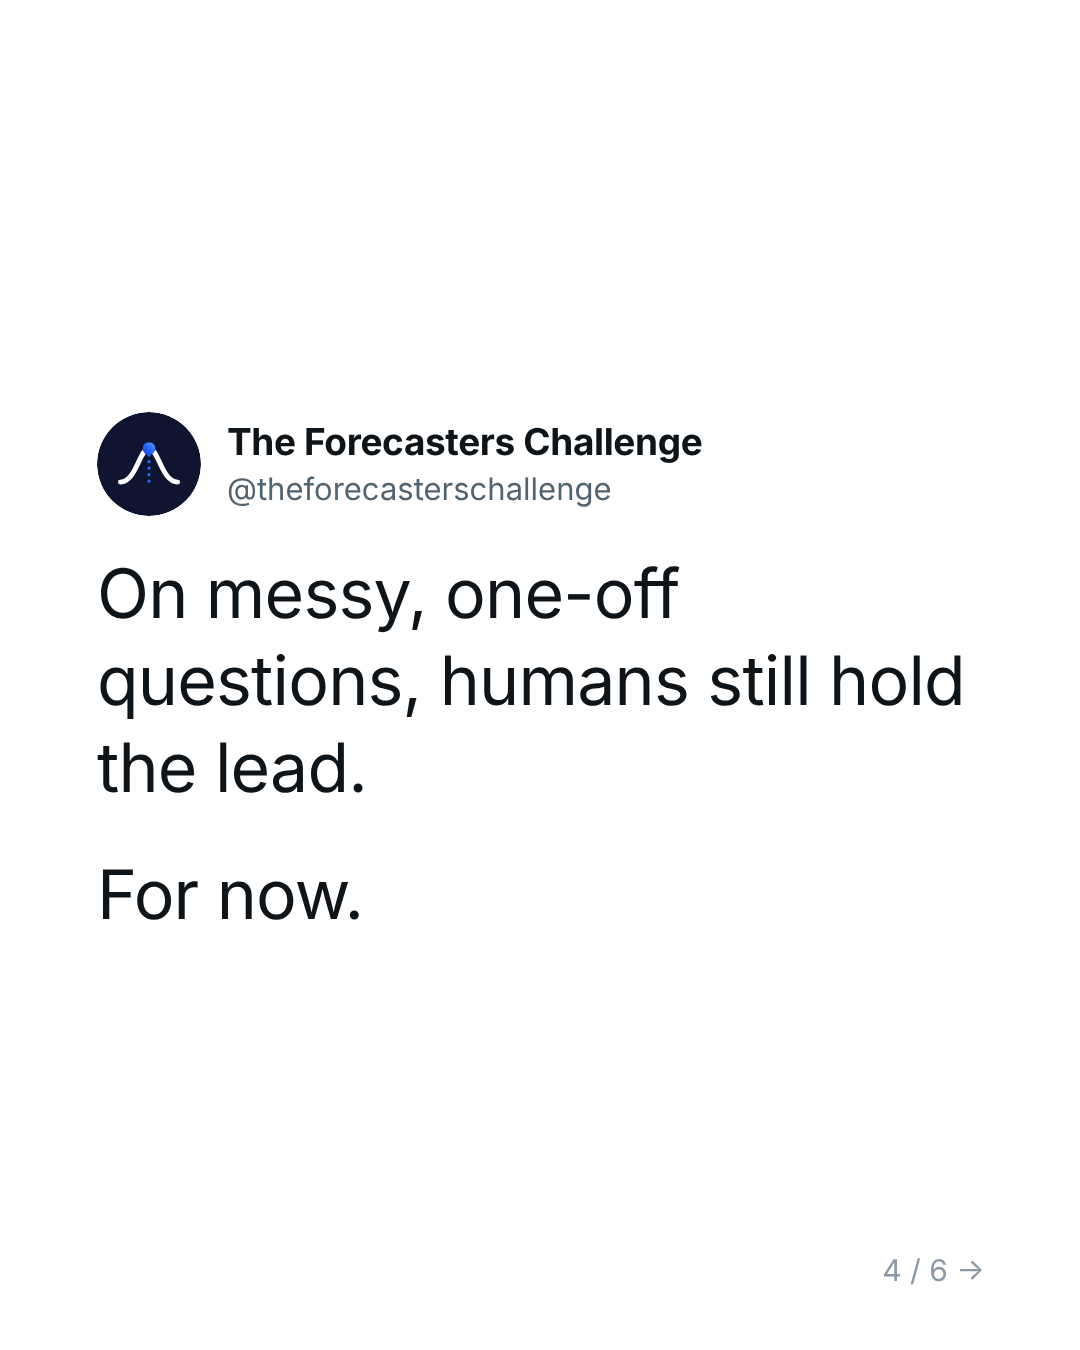 The Forecasters Challenge
@theforecasterschallenge
On messy, one-off
questions, humans still hold
the lead.
For now.
4 / 6 →